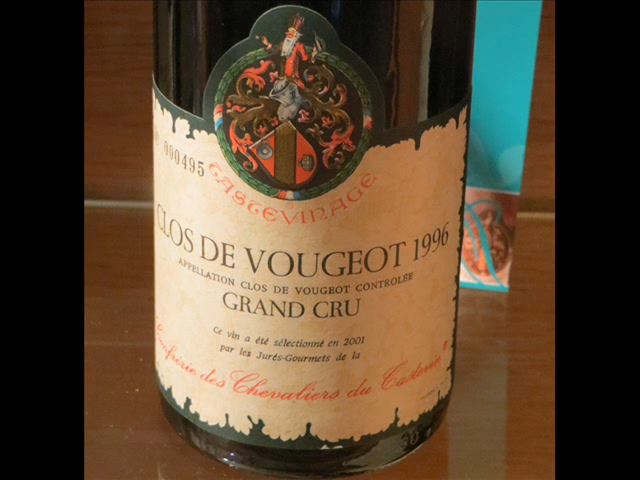 000495
TASTEVINAGE
CLOS DE VOUGEOT 1996
APPELLATION CLOS DE VOUGEOT CONTROLÉE
GRAND CRU
Ce vin a été sélectionné en 2001
par les Jurés-Gourmets de la
Confrérie des Chevaliers du Tastevin